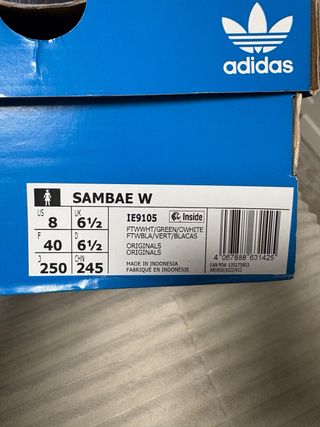 adidas
SAMBAE W
US 8 UK 6½ IE9105 Inside
FTWWHT/GREEN/OWHITE
FTWBLA/VERT/BLACAS
F 40 D 6½ ORIGINALS
ORIGINALS
J 250 CHN 245 MADE IN INDONESIA
FABRIQUÉ EN INDONÉSIE
4 067888 631425